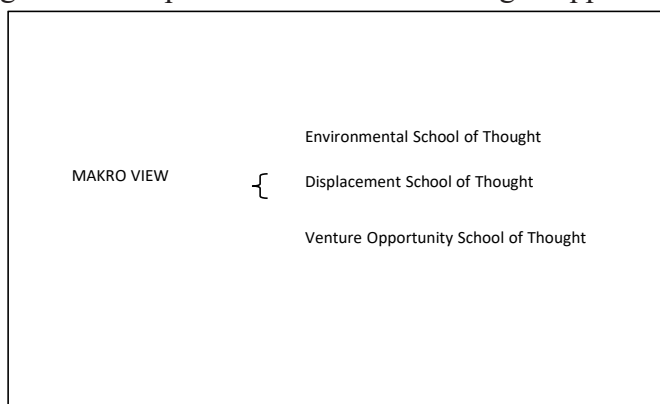 Environmental School of Thought
MAKRO VIEW
Displacement School of Thought
Venture Opportunity School of Thought